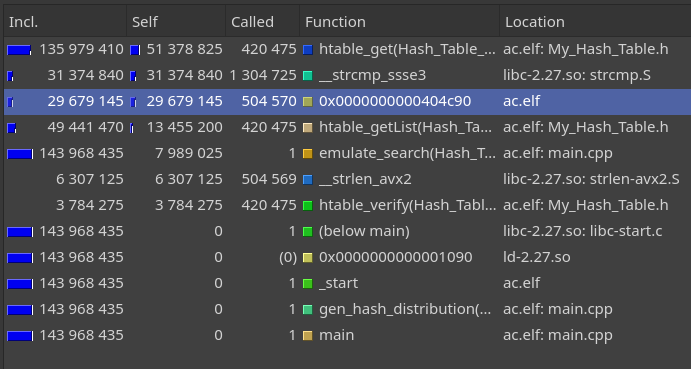 Incl. Self Called Function Location
135 979 410 51 378 825 420 475 htable_get(Hash_Table_... ac.elf: My_Hash_Table.h
31 374 840 31 374 840 1 304 725 __strcmp_ssse3 libc-2.27.so: strcmp.S
29 679 145 29 679 145 504 570 0x0000000000404c90 ac.elf
49 441 470 13 455 200 420 475 htable_getList(Hash_Ta... ac.elf: My_Hash_Table.h
143 968 435 7 989 025 1 emulate_search(Hash_T... ac.elf: main.cpp
6 307 125 6 307 125 504 569 __strlen_avx2 libc-2.27.so: strlen-avx2.S
3 784 275 3 784 275 420 475 htable_verify(Hash_Tabl... ac.elf: My_Hash_Table.h
143 968 435 0 1 (below main) libc-2.27.so: libc-start.c
143 968 435 0 (0) 0x0000000000001090 ld-2.27.so
143 968 435 0 1 _start ac.elf
143 968 435 0 1 gen_hash_distribution(... ac.elf: main.cpp
143 968 435 0 1 main ac.elf: main.cpp